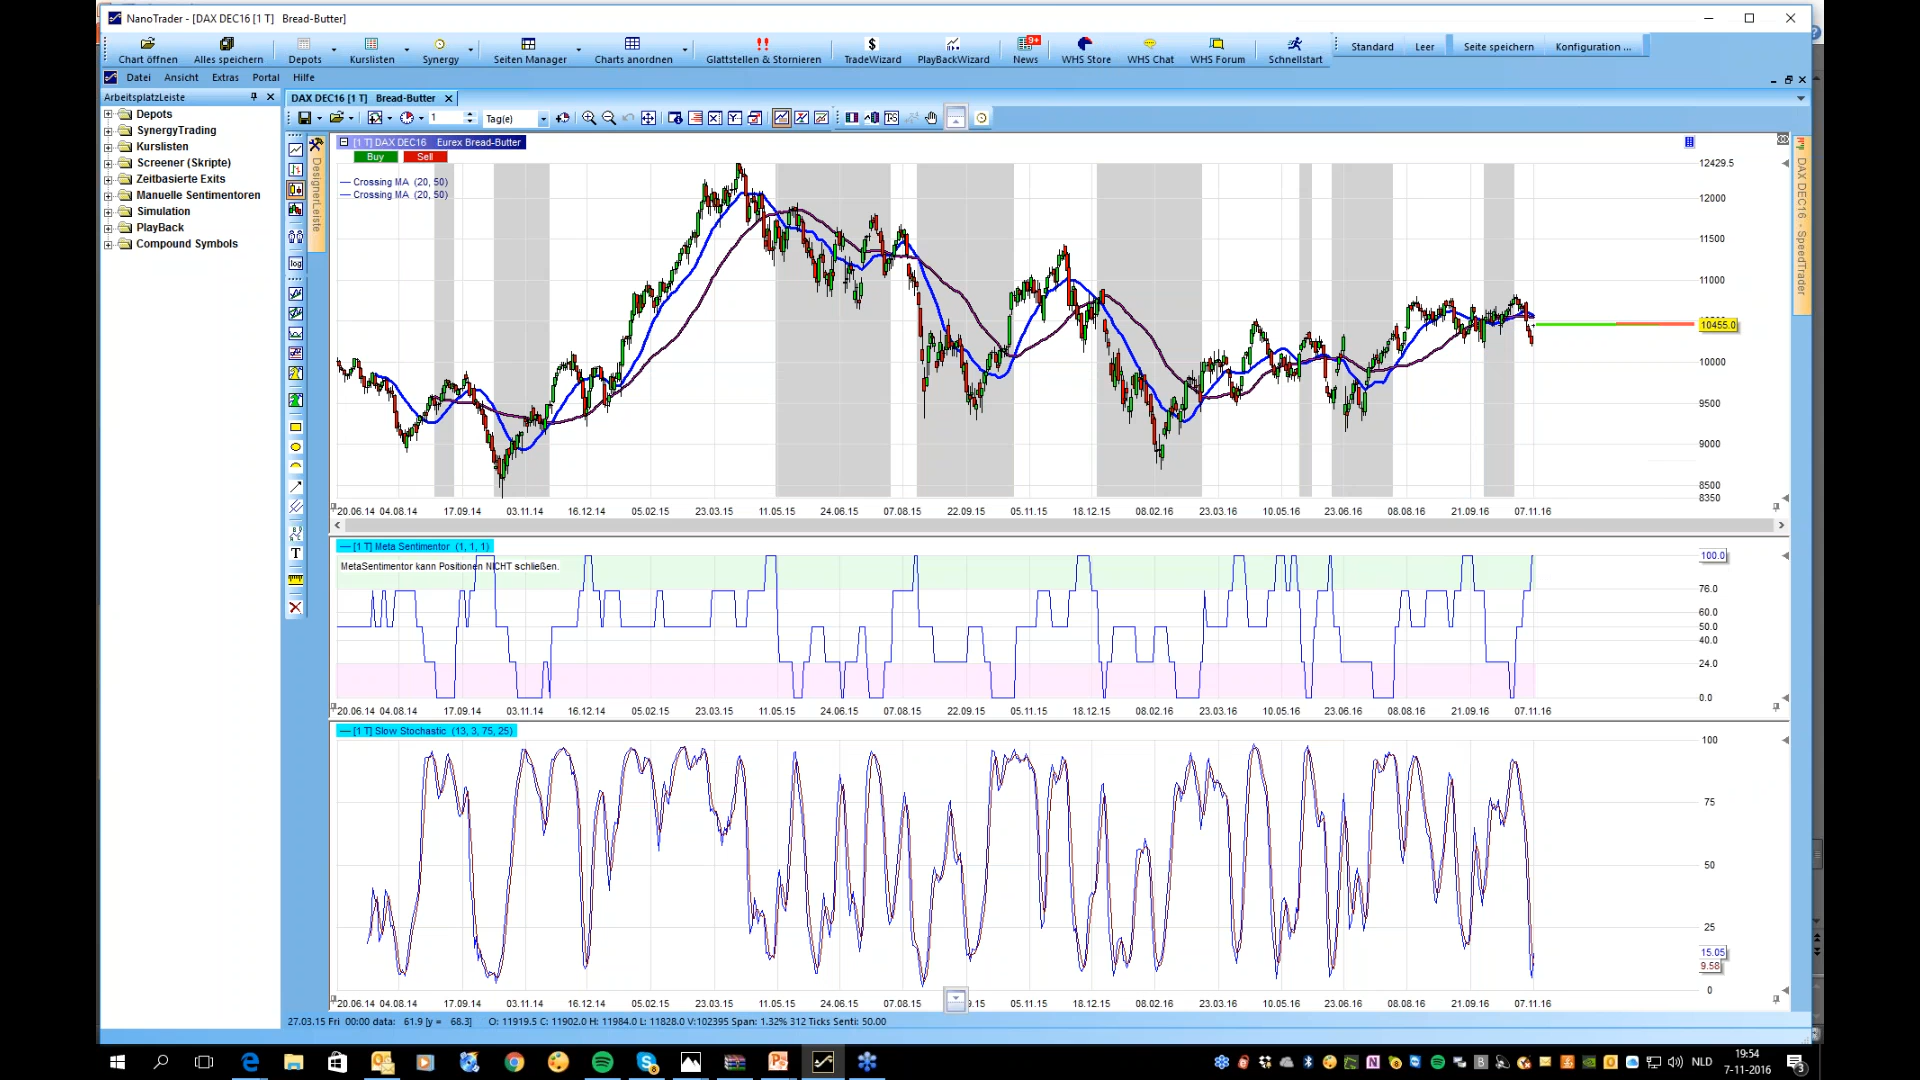 NanoTrader - [DAX DEC16 [1 T]   Bread-Butter]
Chart öffnen   Alles speichern   Depots   Kurslisten   Synergy   Seiten Manager   Charts anordnen   Glattstellen & Stornieren   TradeWizard   PlayBackWizard   News   WHS Store   WHS Chat   WHS Forum   Schnellstart   Standard   Leer   Seite speichern   Konfiguration ...
9+
Datei   Ansicht   Extras   Portal   Hilfe
ArbeitsplatzLeiste
Depots
SynergyTrading
Kurslisten
Screener (Skripte)
Zeitbasierte Exits
Manuelle Sentimentoren
Simulation
PlayBack
Compound Symbols
DAX DEC16 [1 T]   Bread-Butter
1   Tag(e)
DesignerLeiste
log
T
[1 T] DAX DEC16   Eurex Bread-Butter
Buy   Sell
Crossing MA (20, 50)
Crossing MA (20, 50)
12429.5
12000
11500
11000
10455.0
10000
9500
9000
8500
8350
20.06.14 04.08.14 17.09.14 03.11.14 16.12.14 05.02.15 23.03.15 11.05.15 24.06.15 07.08.15 22.09.15 05.11.15 18.12.15 08.02.16 23.03.16 10.05.16 23.06.16 08.08.16 21.09.16 07.11.16
DAX DEC16 - SpeedTrader
[1 T] Meta Sentimentor (1, 1, 1)
MetaSentimentor kann Positionen NICHT schließen.
100.0
76.0
60.0
50.0
40.0
24.0
0.0
20.06.14 04.08.14 17.09.14 03.11.14 16.12.14 05.02.15 23.03.15 11.05.15 24.06.15 07.08.15 22.09.15 05.11.15 18.12.15 08.02.16 23.03.16 10.05.16 23.06.16 08.08.16 21.09.16 07.11.16
[1 T] Slow Stochastic (13, 3, 75, 25)
100
75
50
25
15.05
9.58
0
20.06.14 04.08.14 17.09.14 03.11.14 16.12.14 05.02.15 23.03.15 11.05.15 24.06.15 07.08.15 9.15 05.11.15 18.12.15 08.02.16 23.03.16 10.05.16 23.06.16 08.08.16 21.09.16 07.11.16
27.03.15 Fri 00:00 data: 61.9 [y = 68.3]   O: 11919.5 C: 11902.0 H: 11984.0 L: 11828.0 V:102395 Span: 1.32% 312 Ticks Senti: 50.00
NLD
19:54
7-11-2016
3